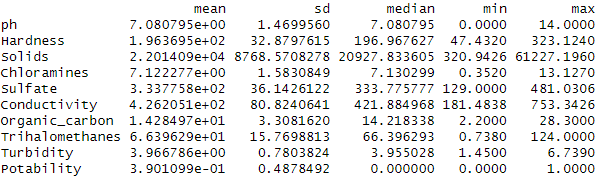 mean sd median min max
ph 7.080795e+00 1.4699560 7.080795 0.0000 14.0000
Hardness 1.963695e+02 32.8797615 196.967627 47.4320 323.1240
Solids 2.201409e+04 8768.5708278 20927.833605 320.9426 61227.1960
Chloramines 7.122277e+00 1.5830849 7.130299 0.3520 13.1270
Sulfate 3.337758e+02 36.1426122 333.775777 129.0000 481.0306
Conductivity 4.262051e+02 80.8240641 421.884968 181.4838 753.3426
Organic_carbon 1.428497e+01 3.3081620 14.218338 2.2000 28.3000
Trihalomethanes 6.639629e+01 15.7698813 66.396293 0.7380 124.0000
Turbidity 3.966786e+00 0.7803824 3.955028 1.4500 6.7390
Potability 3.901099e-01 0.4878492 0.000000 0.0000 1.0000